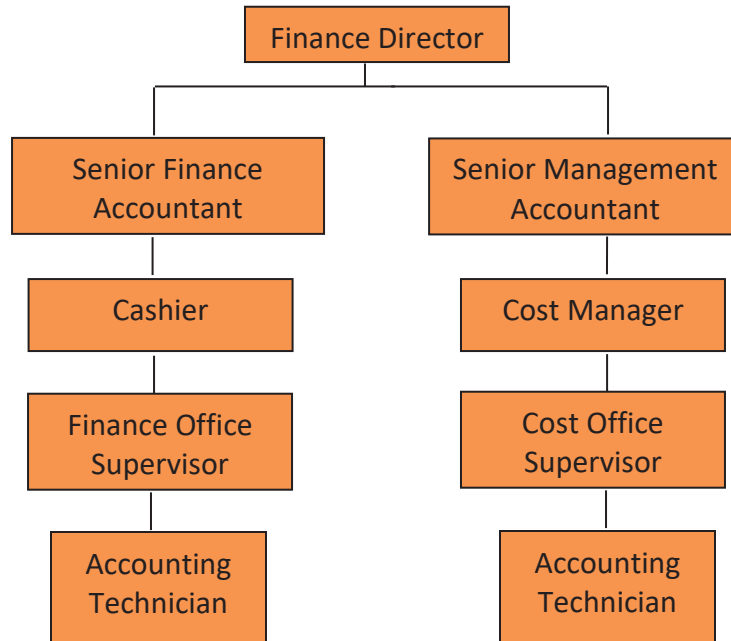 Finance Director
Senior Finance
Accountant
Senior Management
Accountant
Cashier
Cost Manager
Finance Office
Supervisor
Cost Office
Supervisor
Accounting
Technician
Accounting
Technician